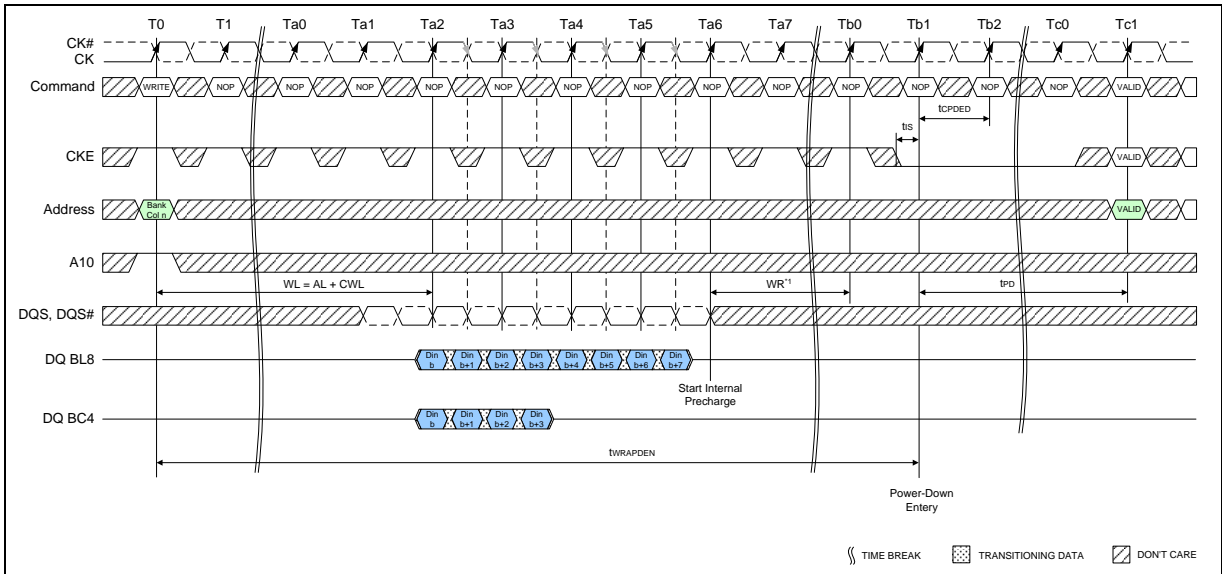 T0 T1 Ta0 Ta1 Ta2 Ta3 Ta4 Ta5 Ta6 Ta7 Tb0 Tb1 Tb2 Tc0 Tc1
CK#
CK
Command WRITE NOP NOP NOP NOP NOP NOP NOP NOP NOP NOP NOP NOP NOP VALID
tCPDED
tIS
CKE VALID
Address Bank Col n VALID
A10
WL = AL + CWL WR*1 tPD
DQS, DQS#
DQ BL8 Din b Din b+1 Din b+2 Din b+3 Din b+4 Din b+5 Din b+6 Din b+7
Start Internal
Precharge
DQ BC4 Din b Din b+1 Din b+2 Din b+3
tWRAPDEN
Power-Down
Entery
TIME BREAK TRANSITIONING DATA DON'T CARE